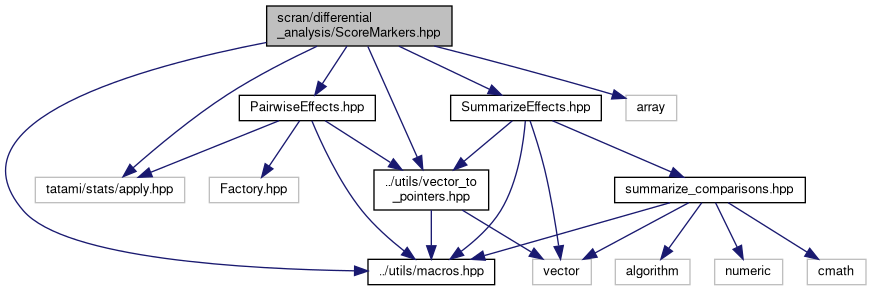 scran/differential
_analysis/ScoreMarkers.hpp
PairwiseEffects.hpp
SummarizeEffects.hpp
array
tatami/stats/apply.hpp
Factory.hpp
../utils/vector_to
_pointers.hpp
summarize_comparisons.hpp
../utils/macros.hpp
vector
algorithm
numeric
cmath